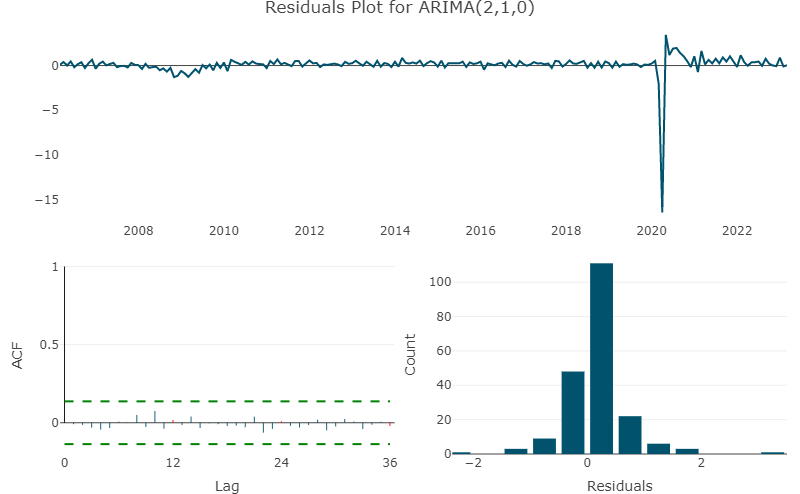 Residuals Plot for ARIMA(2,1,0)
0
−5
−10
−15
2008 2010 2012 2014 2016 2018 2020 2022
1
0.5
0
ACF
0 12 24 36
Lag
100
80
60
40
20
0
Count
−2 0 2
Residuals